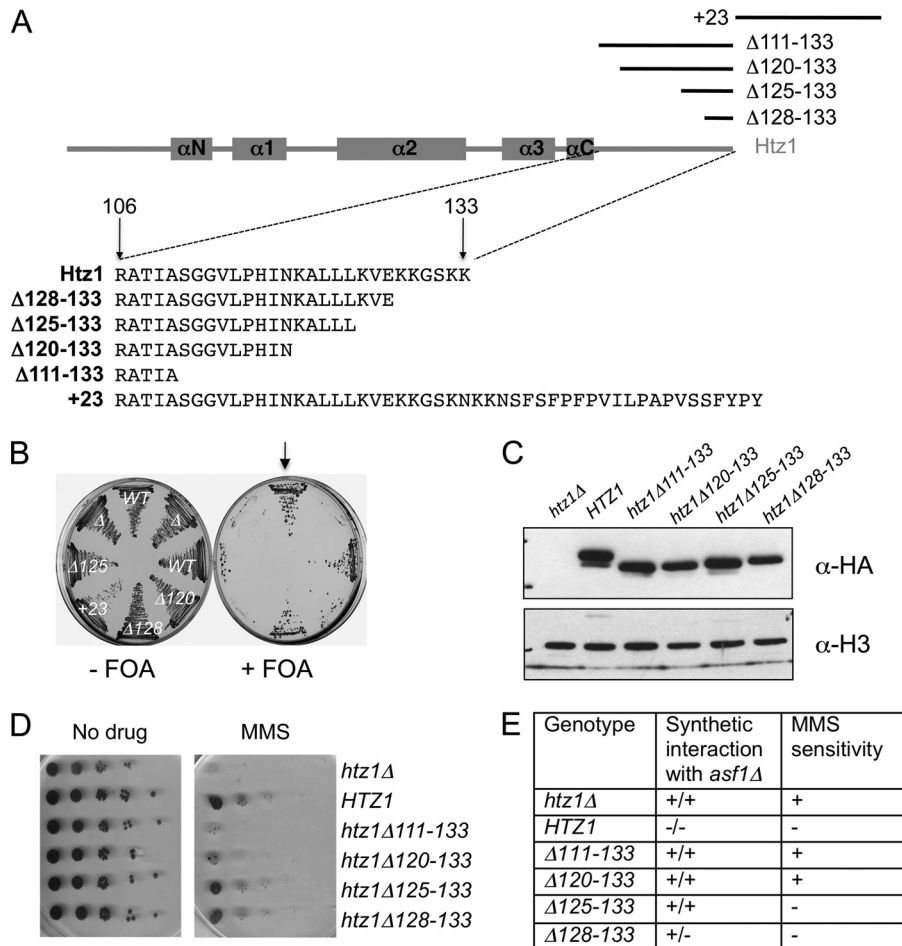 A
+23
Δ111-133
Δ120-133
Δ125-133
Δ128-133
αN α1 α2 α3 αC Htz1
106 133
Htz1 RATIASGGVLPHINKALLLKVEKKGSKK
Δ128-133 RATIASGGVLPHINKALLLKVE
Δ125-133 RATIASGGVLPHINKALLL
Δ120-133 RATIASGGVLPHIN
Δ111-133 RATIA
+23 RATIASGGVLPHINKALLLKVEKKGSKNKKNSFSFPFPVILPAPVSSFYPY
B
WT
Δ Δ
Δ125 WT
+23 Δ120
Δ128
- FOA + FOA
C
htz1Δ HTZ1 htz1Δ111-133 htz1Δ120-133 htz1Δ125-133 htz1Δ128-133
α-HA
α-H3
D
No drug MMS
htz1Δ
HTZ1
htz1Δ111-133
htz1Δ120-133
htz1Δ125-133
htz1Δ128-133
E
Genotype Synthetic interaction with asf1Δ MMS sensitivity
htz1Δ +/+ +
HTZ1 -/- -
Δ111-133 +/+ +
Δ120-133 +/+ +
Δ125-133 +/+ -
Δ128-133 +/- -